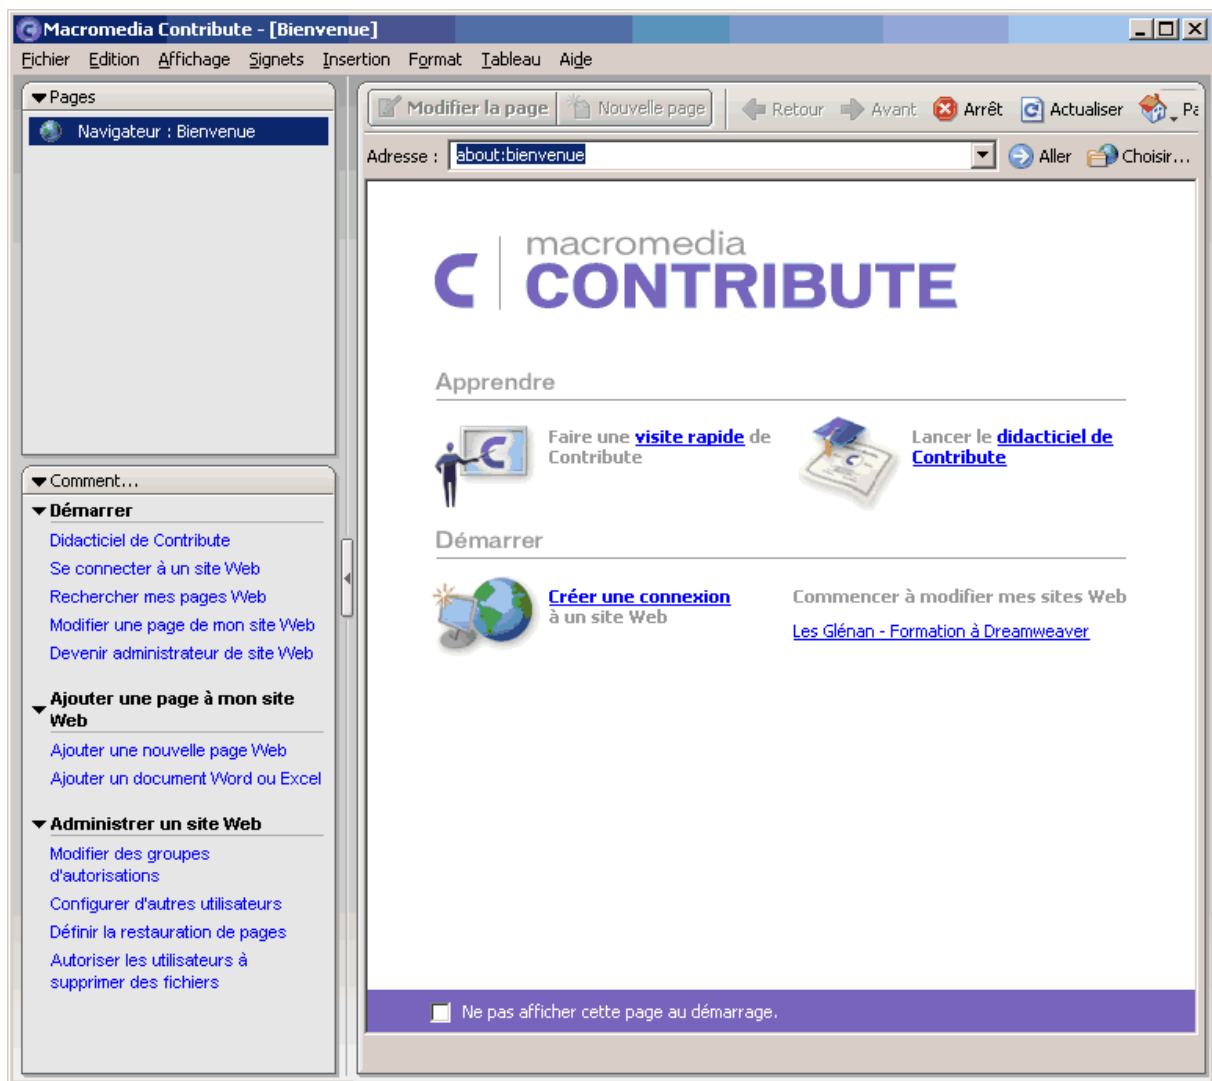 Macromedia Contribute - [Bienvenue]
Fichier Edition Affichage Signets Insertion Format Tableau Aide
Pages
Navigateur : Bienvenue
Modifier la page Nouvelle page Retour Avant Arrêt Actualiser
Adresse : about:bienvenue Aller Choisir...
macromedia
CONTRIBUTE
Apprendre
Faire une visite rapide de
Contribute
Lancer le didacticiel de
Contribute
Démarrer
Créer une connexion
à un site Web
Commencer à modifier mes sites Web
Les Glénan - Formation à Dreamweaver
Ne pas afficher cette page au démarrage.
Comment...
Démarrer
Didacticiel de Contribute
Se connecter à un site Web
Rechercher mes pages Web
Modifier une page de mon site Web
Devenir administrateur de site Web
Ajouter une page à mon site
Web
Ajouter une nouvelle page Web
Ajouter un document Word ou Excel
Administrer un site Web
Modifier des groupes
d'autorisations
Configurer d'autres utilisateurs
Définir la restauration de pages
Autoriser les utilisateurs à
supprimer des fichiers